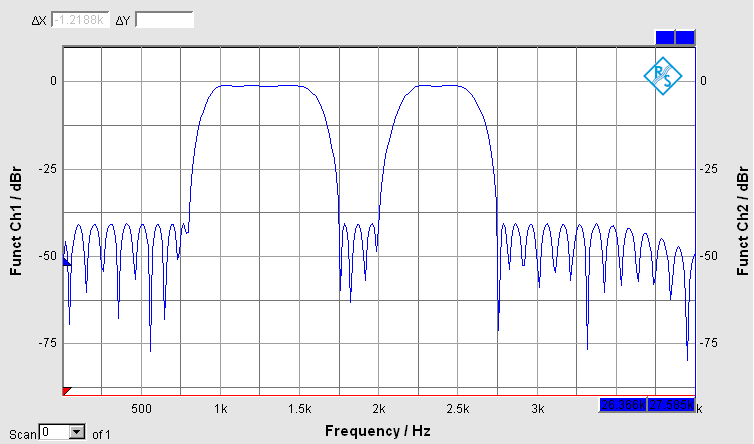 ΔX -1.2188k ΔY
0 0
R S
-25 -25
Funct Ch1 / dBr
Funct Ch2 / dBr
-50 -50
-75 -75
500 1k 1.5k 2k 2.5k 3k k
Scan 0 of 1
Frequency / Hz